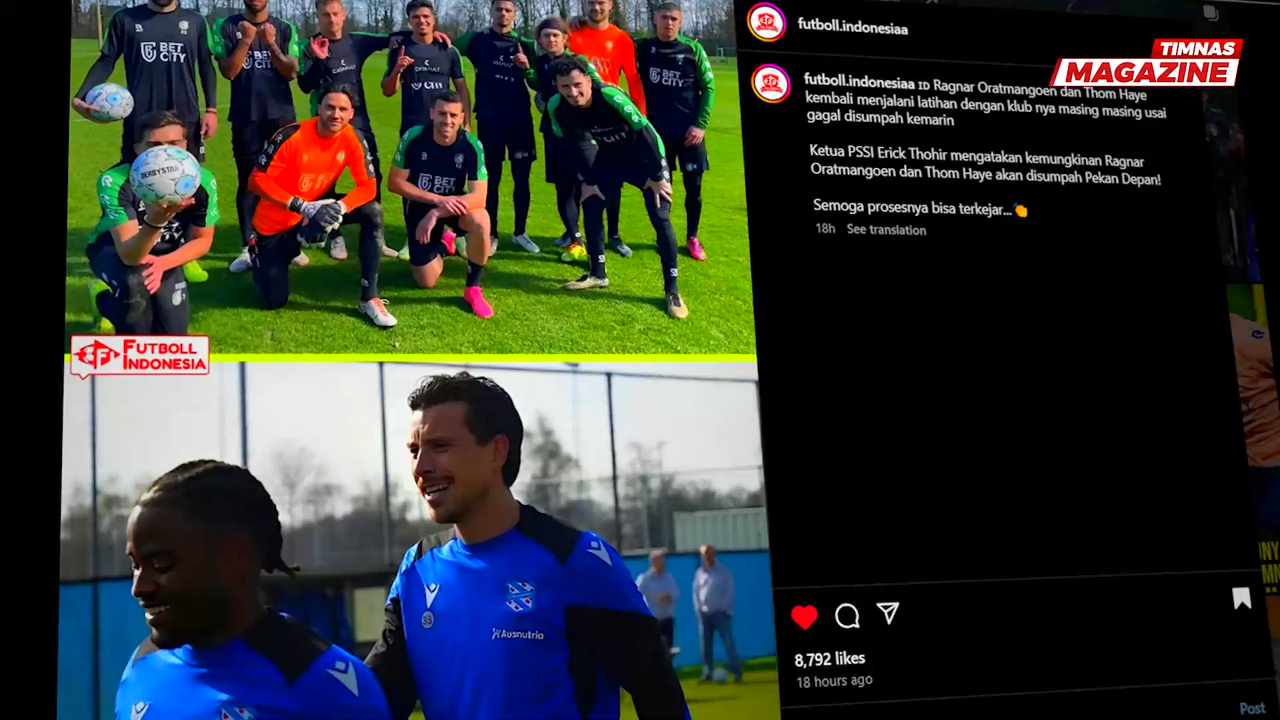 TIMNAS
MAGAZINE
futboll.indonesiaa
futboll.indonesiaa ID Ragnar Oratmangoen dan Thom Haye
kembali menjalani latihan dengan klub nya masing masing usai
gagal disumpah kemarin
Ketua PSSI Erick Thohir mengatakan kemungkinan Ragnar
Oratmangoen dan Thom Haye akan disumpah Pekan Depan!
Semoga prosesnya bisa terkejar...
18h See translation
BET
CITY
CATAPULT
CATAPULT
CITY
BET
CITY
DERBYSTAR
BET
CITY
BET
CITY
FUTBOLL
INDONESIA
Ausnutria
8,792 likes
18 hours ago
Post